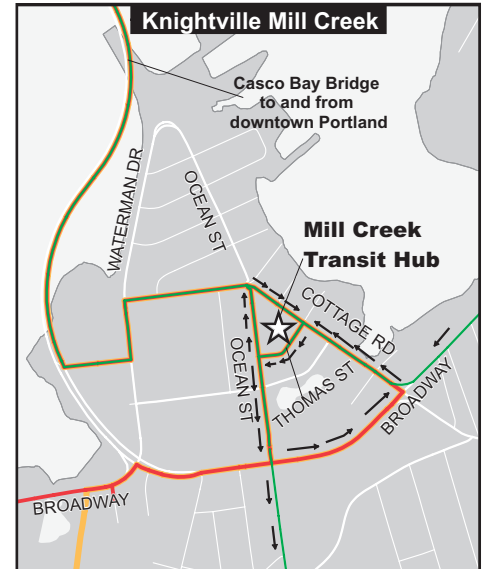 Knightville Mill Creek
Casco Bay Bridge
to and from
downtown Portland
WATERMAN DR
OCEAN ST
Mill Creek
Transit Hub
COTTAGE RD
OCEAN ST
THOMAS ST
BROADWAY
BROADWAY